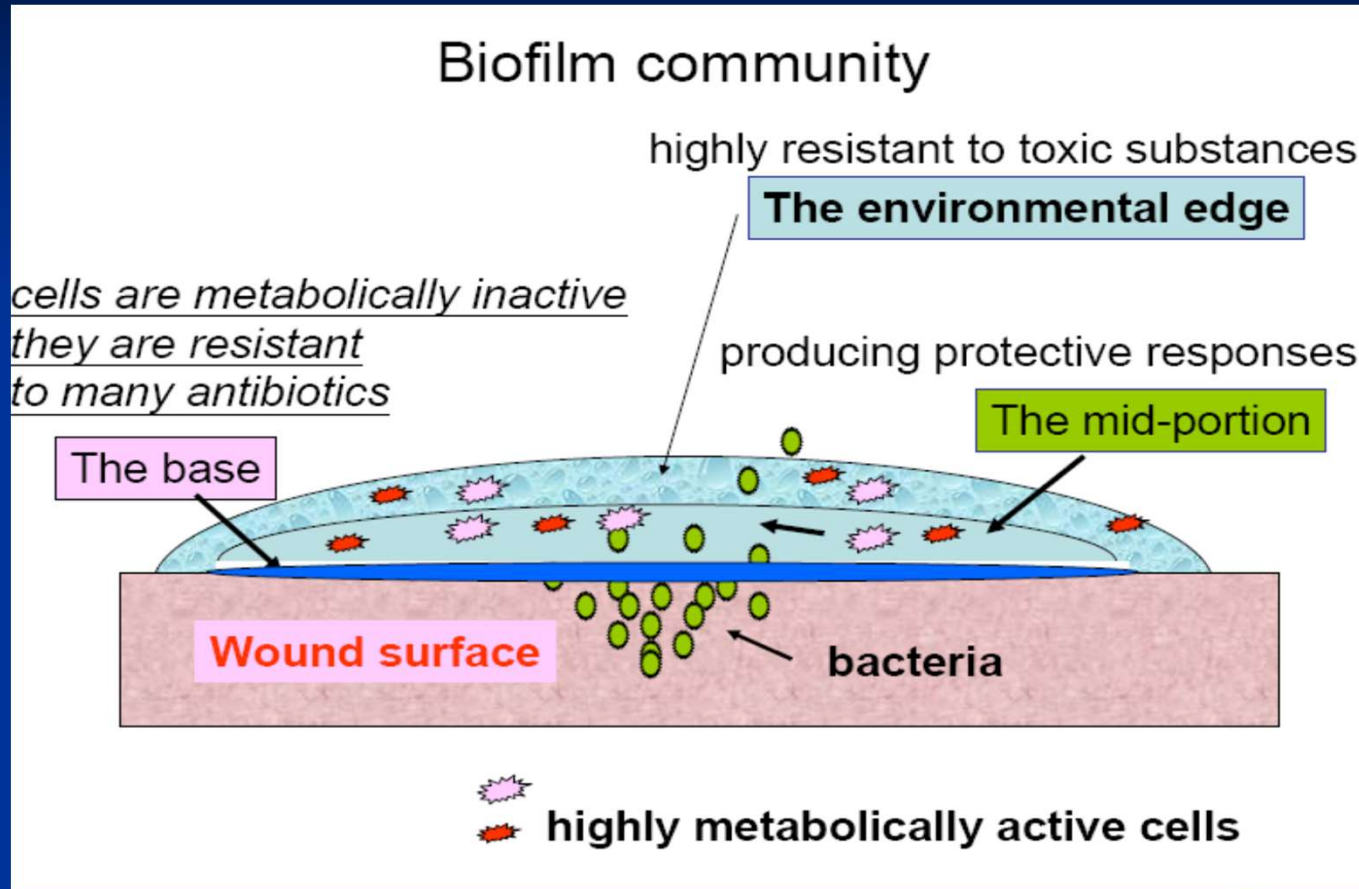 Biofilm community
highly resistant to toxic substances
The environmental edge
cells are metabolically inactive
they are resistant
to many antibiotics
producing protective responses
The mid-portion
The base
Wound surface
bacteria
highly metabolically active cells